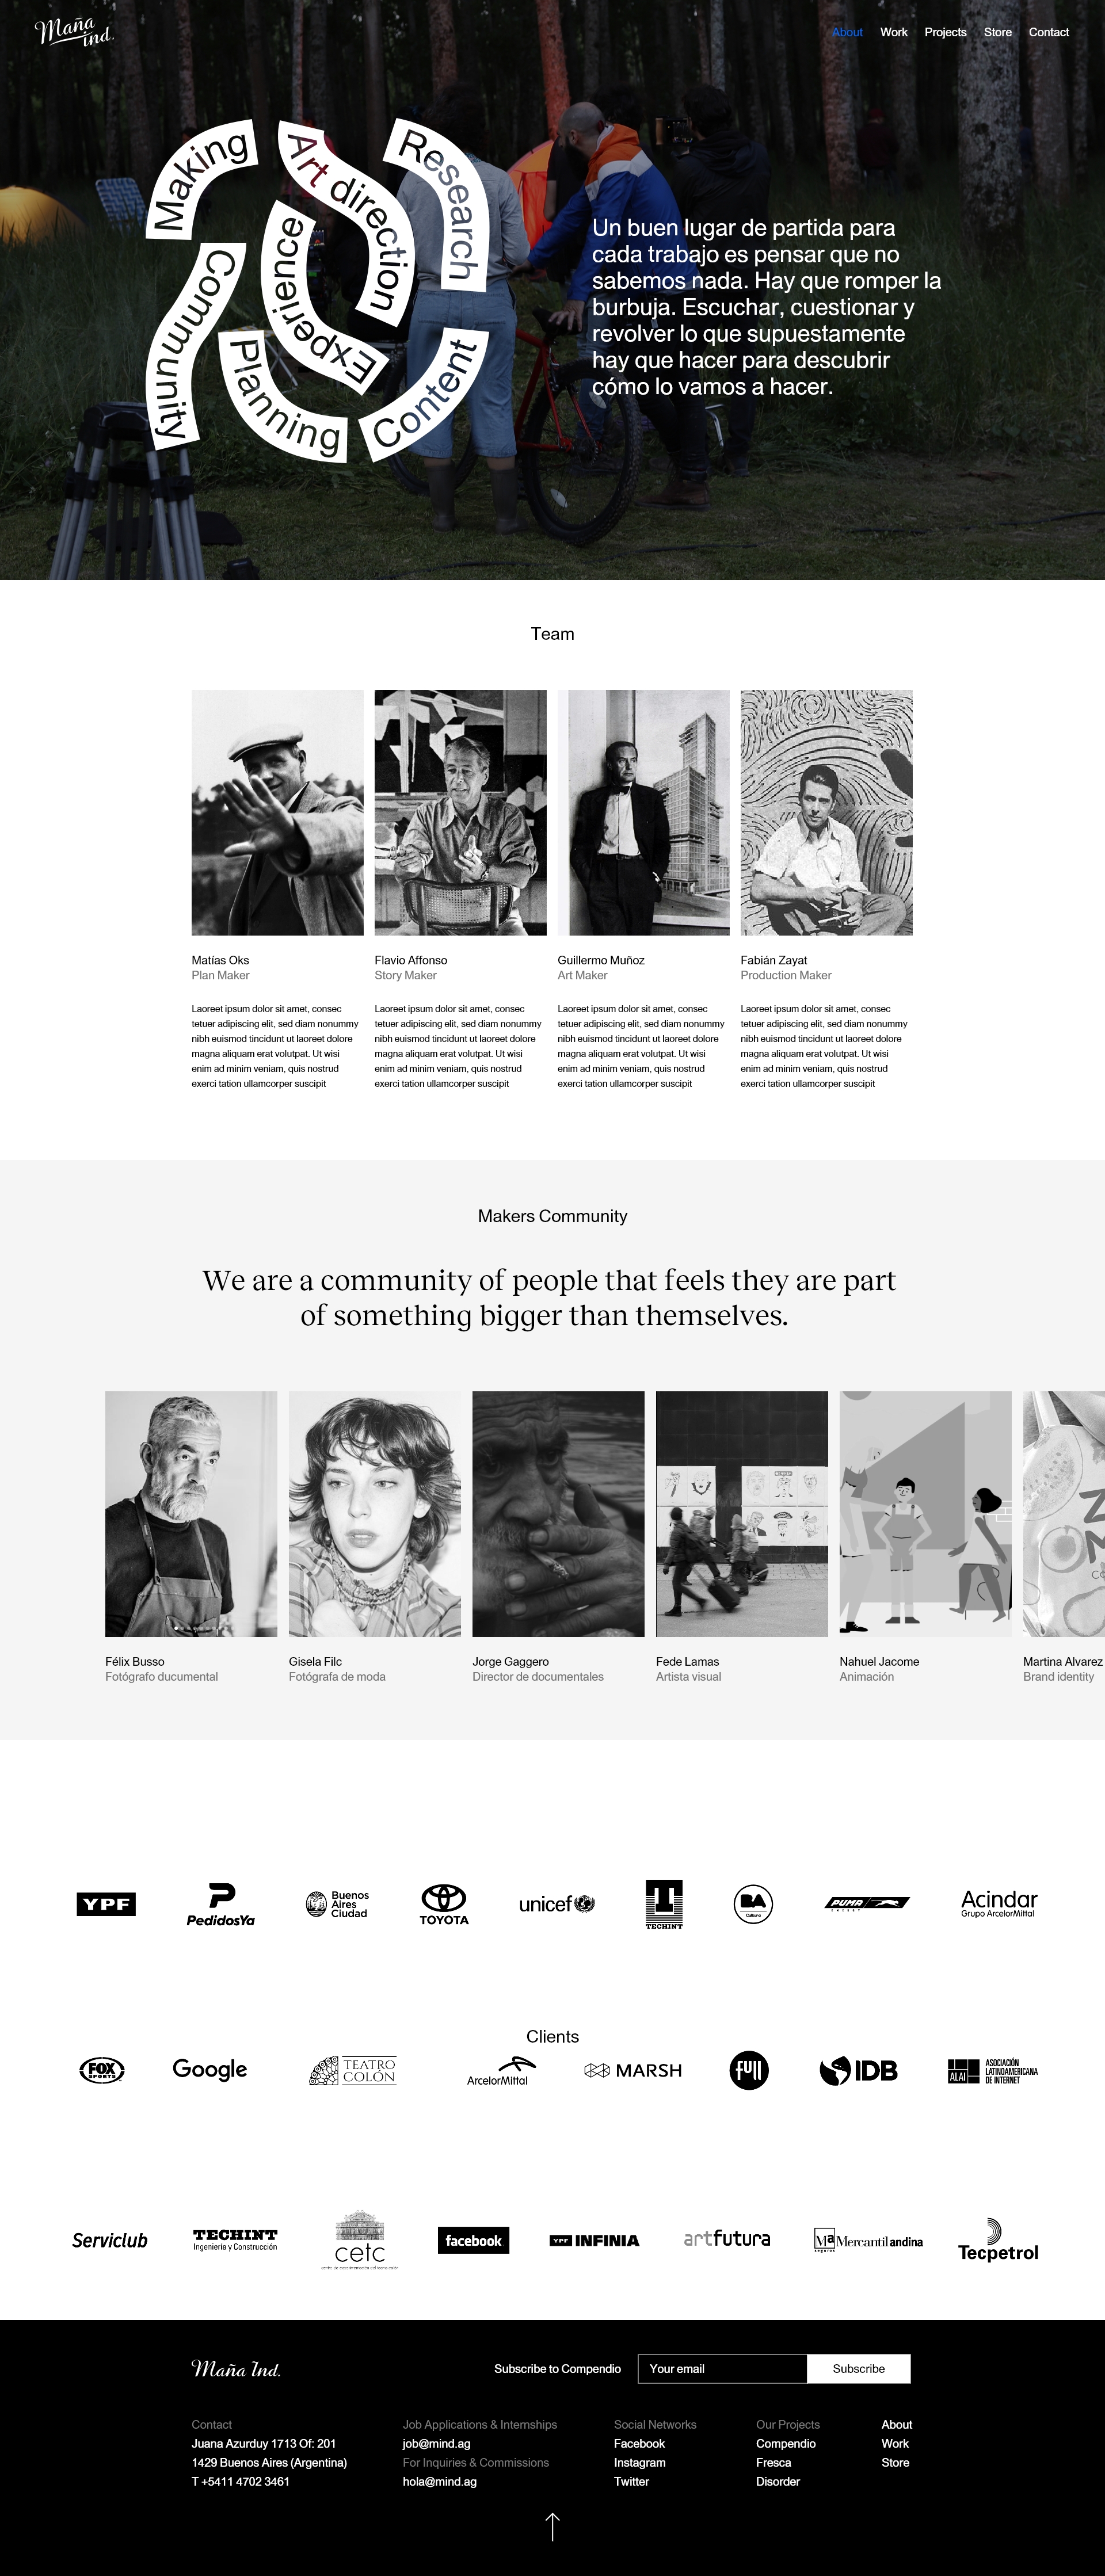 Maña
ind.
About Work Projects Store Contact
Making
Art direction
Research
Community
Experience
Planning
Content
Un buen lugar de partida para
cada trabajo es pensar que no
sabemos nada. Hay que romper la
burbuja. Escuchar, cuestionar y
revolver lo que supuestamente
hay que hacer para descubrir
cómo lo vamos a hacer.
Team
Matías Oks
Plan Maker
Laoreet ipsum dolor sit amet, consec
tetuer adipiscing elit, sed diam nonummy
nibh euismod tincidunt ut laoreet dolore
magna aliquam erat volutpat. Ut wisi
enim ad minim veniam, quis nostrud
exerci tation ullamcorper suscipit
Flavio Affonso
Story Maker
Laoreet ipsum dolor sit amet, consec
tetuer adipiscing elit, sed diam nonummy
nibh euismod tincidunt ut laoreet dolore
magna aliquam erat volutpat. Ut wisi
enim ad minim veniam, quis nostrud
exerci tation ullamcorper suscipit
Guillermo Muñoz
Art Maker
Laoreet ipsum dolor sit amet, consec
tetuer adipiscing elit, sed diam nonummy
nibh euismod tincidunt ut laoreet dolore
magna aliquam erat volutpat. Ut wisi
enim ad minim veniam, quis nostrud
exerci tation ullamcorper suscipit
Fabián Zayat
Production Maker
Laoreet ipsum dolor sit amet, consec
tetuer adipiscing elit, sed diam nonummy
nibh euismod tincidunt ut laoreet dolore
magna aliquam erat volutpat. Ut wisi
enim ad minim veniam, quis nostrud
exerci tation ullamcorper suscipit
Makers Community
We are a community of people that feels they are part
of something bigger than themselves.
Félix Busso
Fotógrafo ducumental
Gisela Filc
Fotógrafa de moda
Jorge Gaggero
Director de documentales
Fede Lamas
Artista visual
Nahuel Jacome
Animación
Martina Alvarez
Brand identity
YPF
PedidosYa
Buenos
Aires
Ciudad
TOYOTA
unicef
TECHINT
BA
Cultura
PUMA
ENERGY
Acindar
Grupo ArcelorMittal
Clients
FOX
SPORTS
Google
TEATRO
COLÓN
ArcelorMittal
MARSH
full
IDB
ALAI
ASOCIACIÓN
LATINOAMERICANA
DE INTERNET
Serviclub
TECHINT
Ingeniería y Construcción
cetc
centro de experimentación del teatro colón
facebook
YPF INFINIA
artfutura
Ma
seguros
Mercantil andina
Tecpetrol
Maña Ind.
Subscribe to Compendio
Your email
Subscribe
Contact
Juana Azurduy 1713 Of: 201
1429 Buenos Aires (Argentina)
T +5411 4702 3461
Job Applications & Internships
job@mind.ag
For Inquiries & Commissions
hola@mind.ag
Social Networks
Facebook
Instagram
Twitter
Our Projects
Compendio
Fresca
Disorder
About
Work
Store